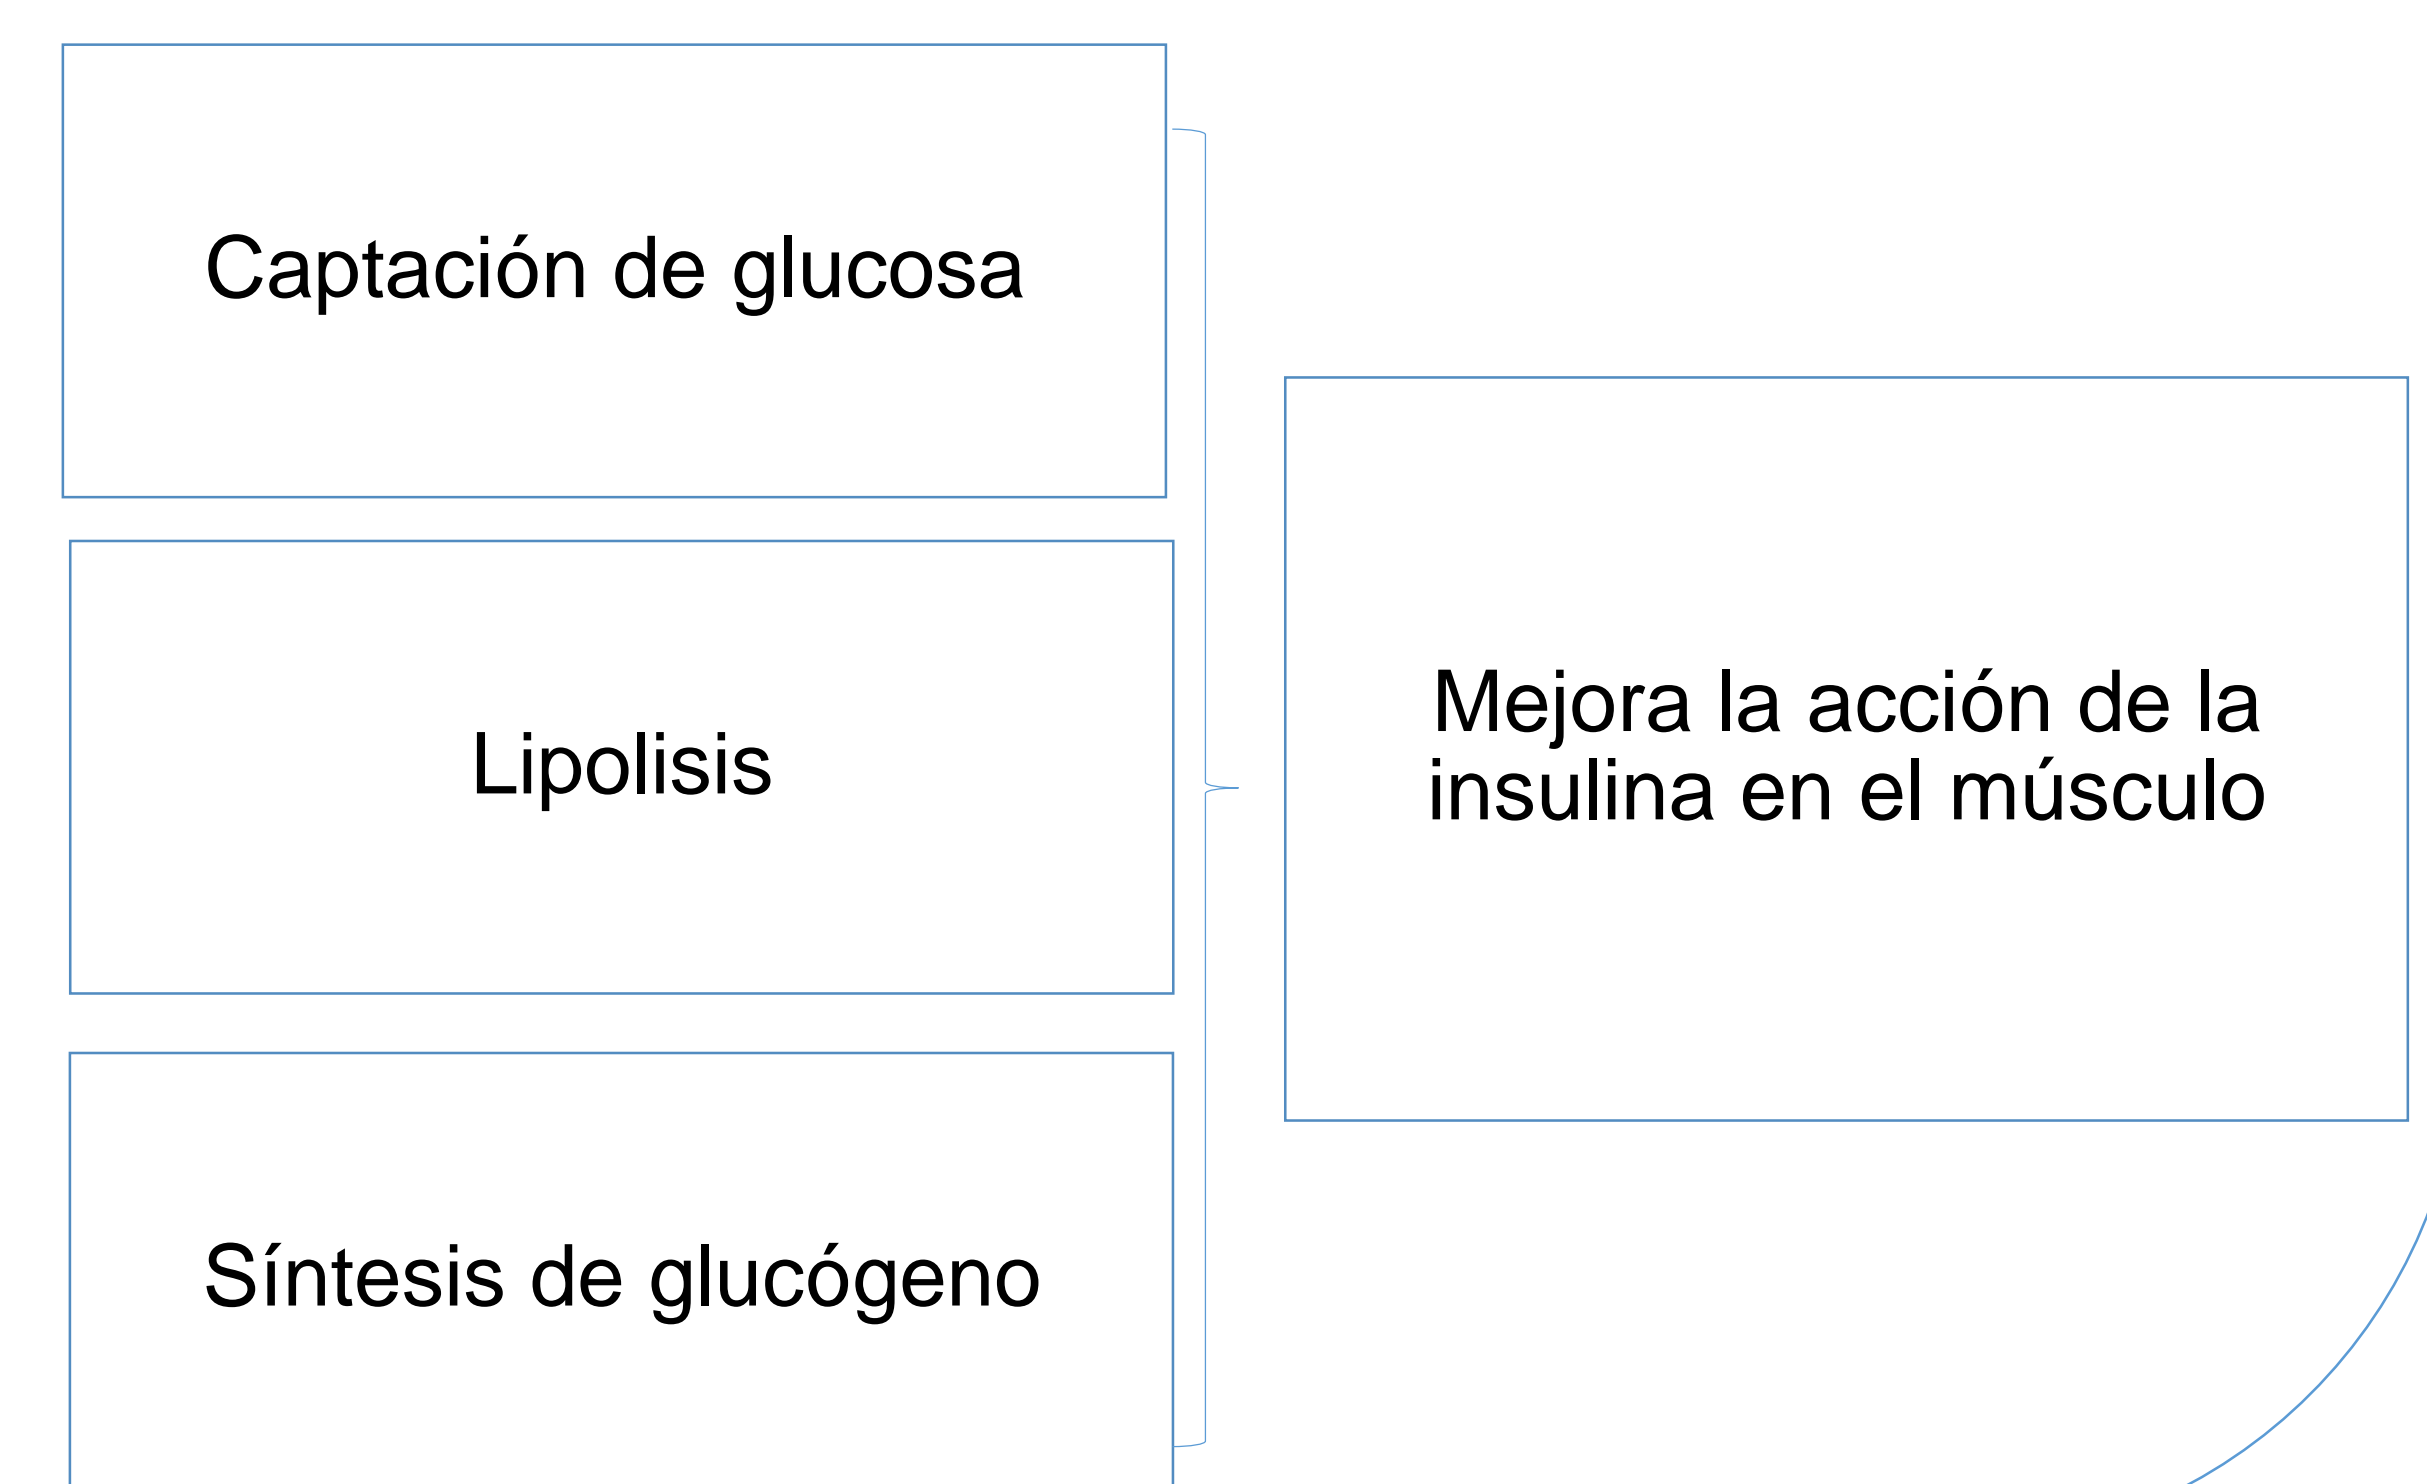 Captación de glucosa
Lipolisis
Síntesis de glucógeno
Mejora la acción de la
insulina en el músculo